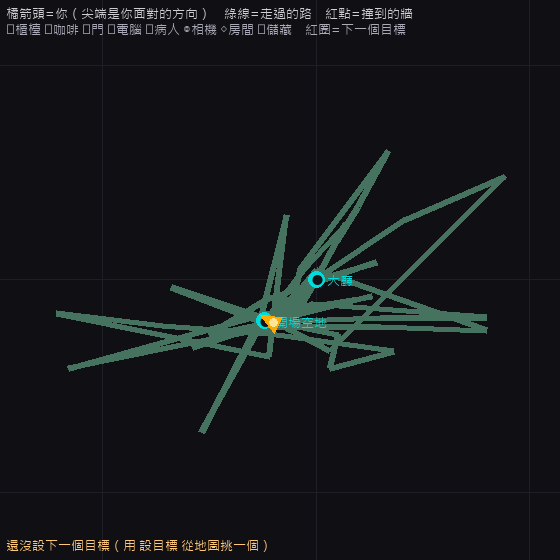 橘箭頭=你（尖端是你面對的方向） 綠線=走過的路 紅點=撞到的牆
櫃檯 咖啡 門 電腦 病人 相機 ◇房間 儲藏 紅圈=下一個目標
大廳
開場空地
還沒設下一個目標（用 設目標 從地圖挑一個）